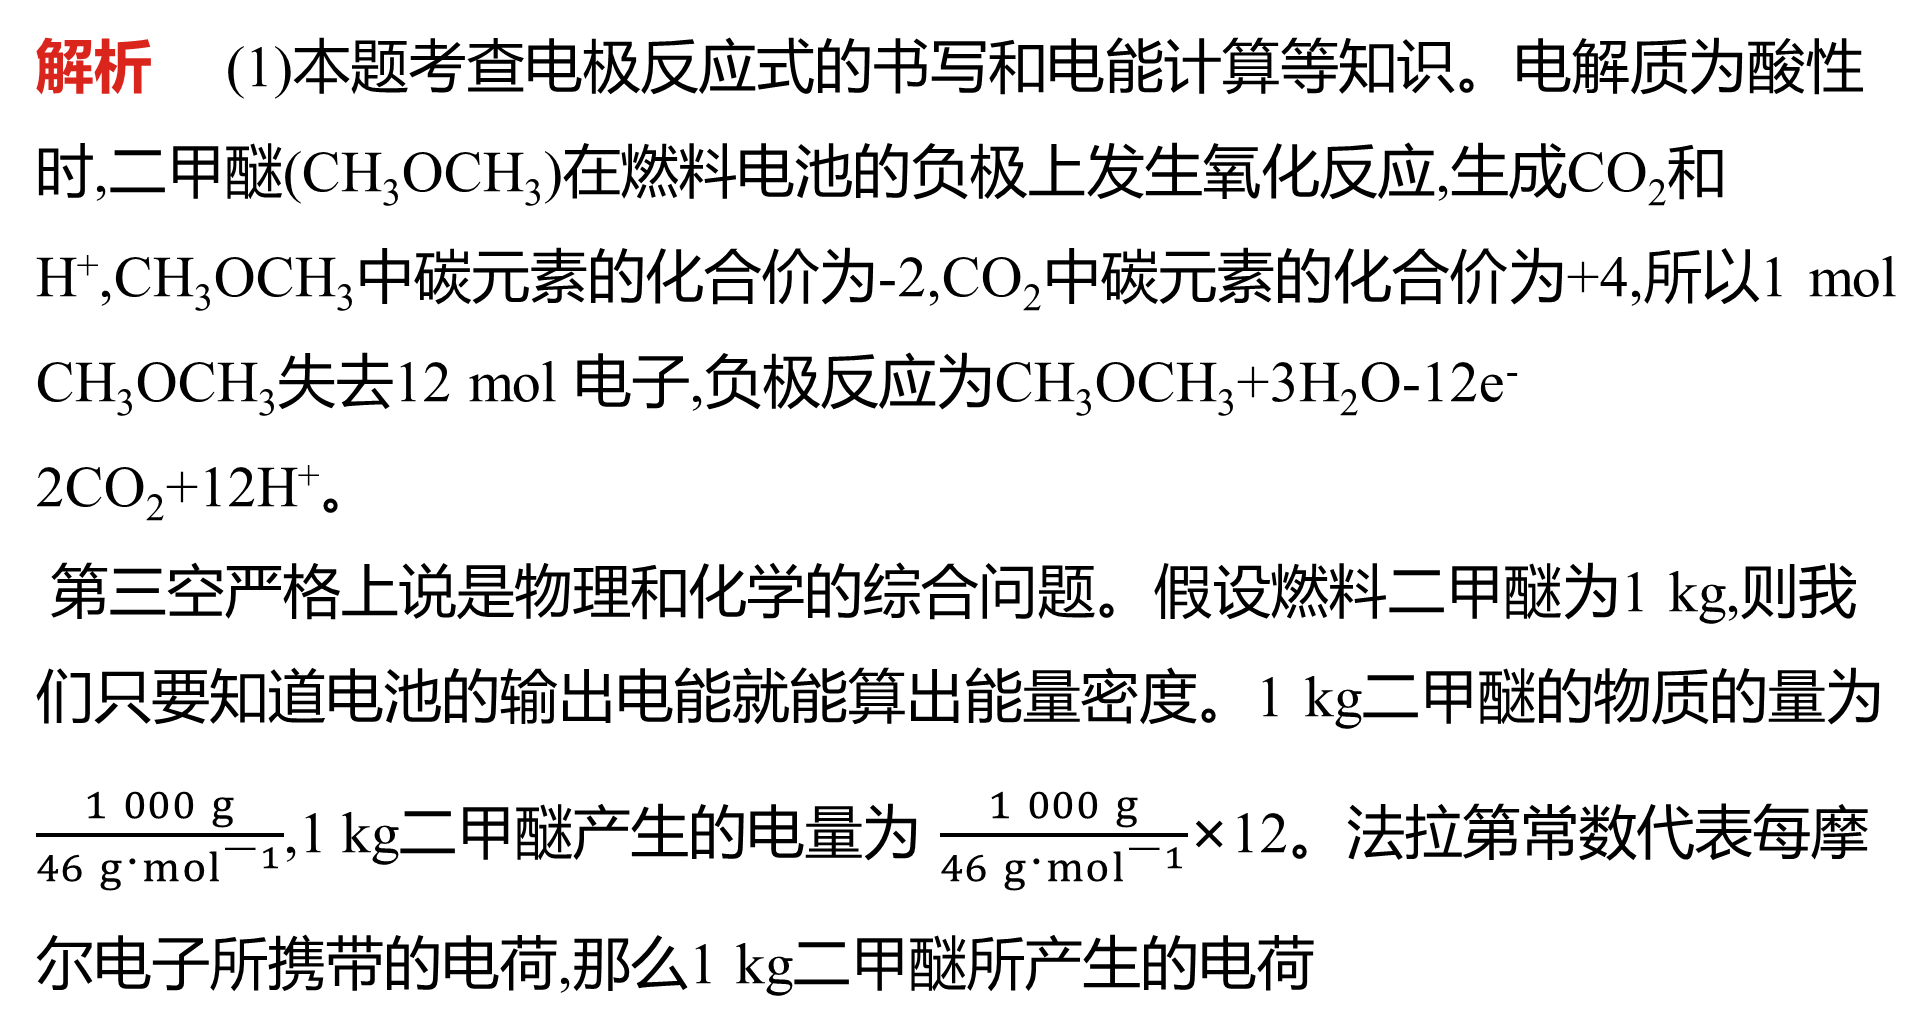 解析 (1)本题考查电极反应式的书写和电能计算等知识。电解质为酸性
时,二甲醚(CH₃OCH₃)在燃料电池的负极上发生氧化反应,生成CO₂和
H⁺,CH₃OCH₃中碳元素的化合价为-2,CO₂中碳元素的化合价为+4,所以1 mol
CH₃OCH₃失去12 mol 电子,负极反应为CH₃OCH₃+3H₂O-12e⁻
2CO₂+12H⁺。
第三空严格上说是物理和化学的综合问题。假设燃料二甲醚为1 kg,则我
们只要知道电池的输出电能就能算出能量密度。1 kg二甲醚的物质的量为
1 000 g/46 g·mol⁻¹,1 kg二甲醚产生的电量为 1 000 g/46 g·mol⁻¹×12。法拉第常数代表每摩
尔电子所携带的电荷,那么1 kg二甲醚所产生的电荷